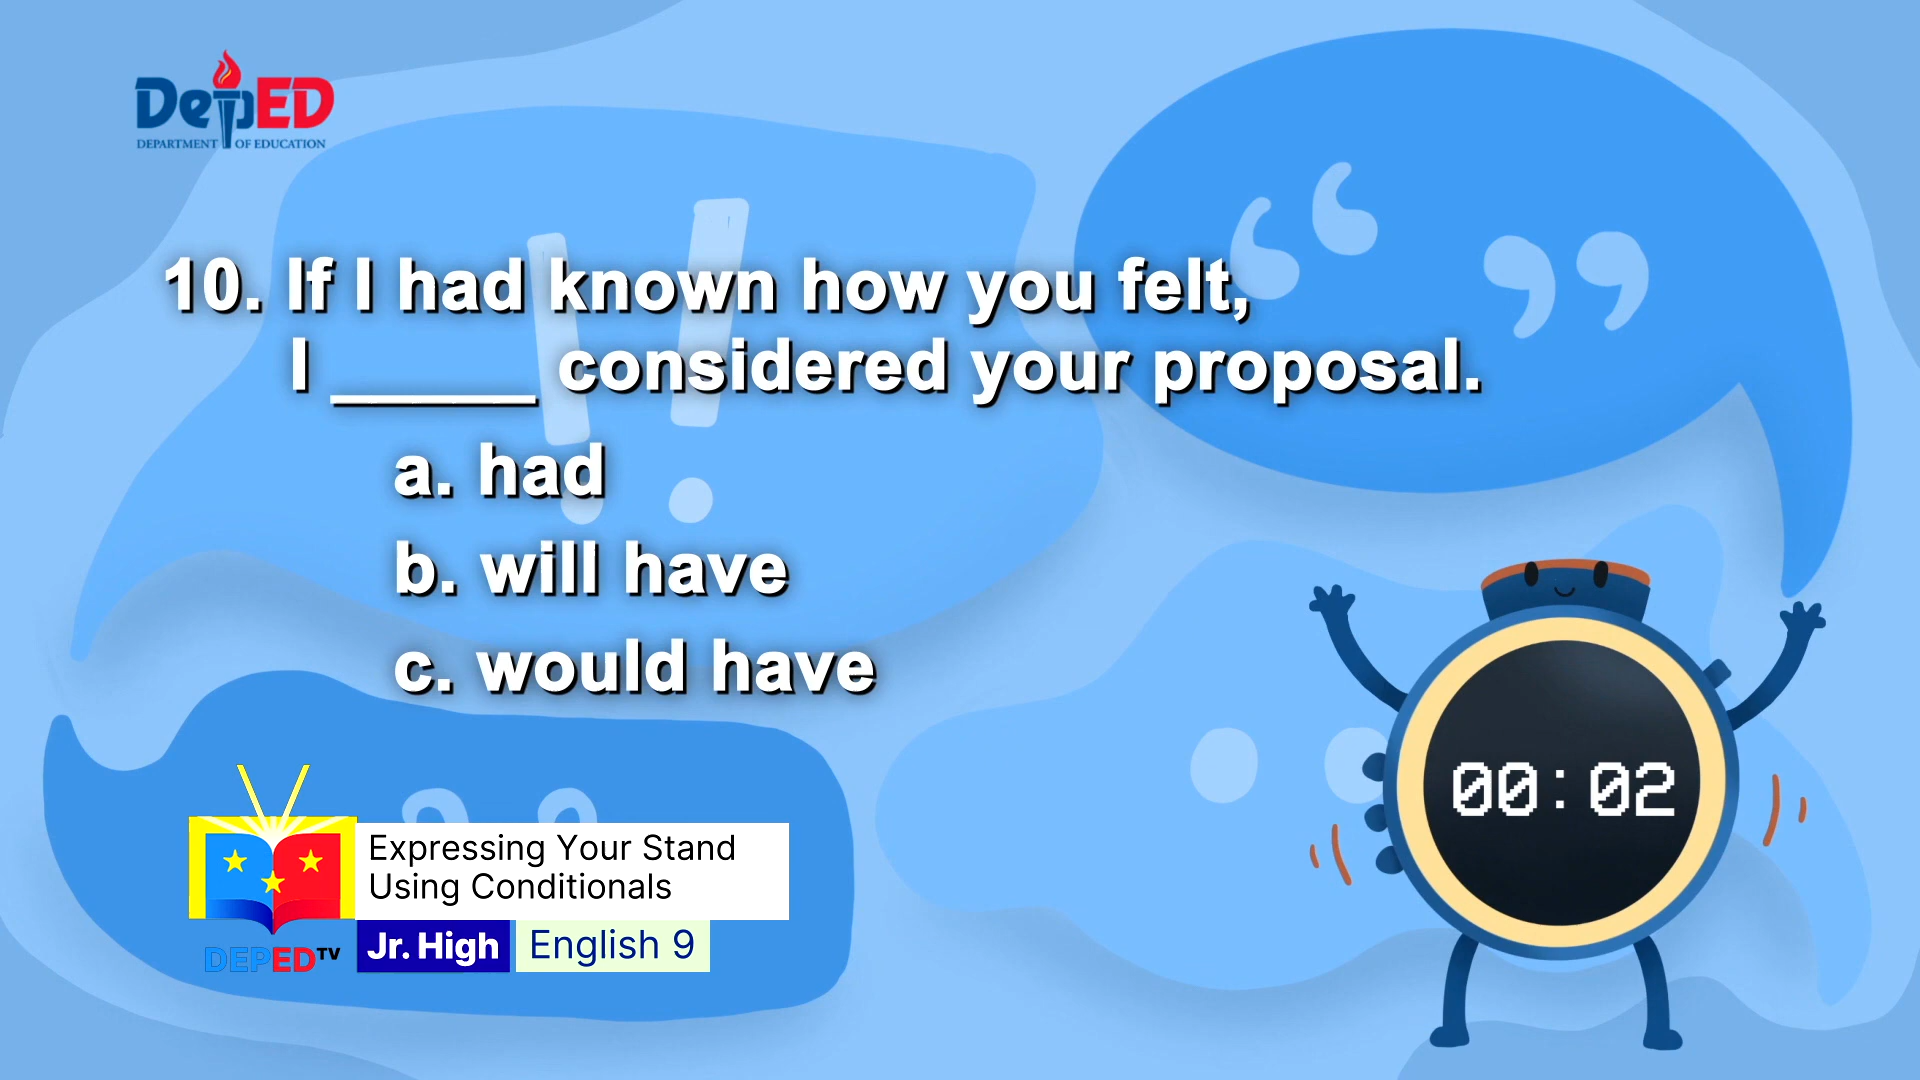 DepED
DEPARTMENT OF EDUCATION
10. If I had known how you felt,
I _____ considered your proposal.
a. had
b. will have
c. would have
00:02
Expressing Your Stand
Using Conditionals
DEPED TV
Jr. High English 9